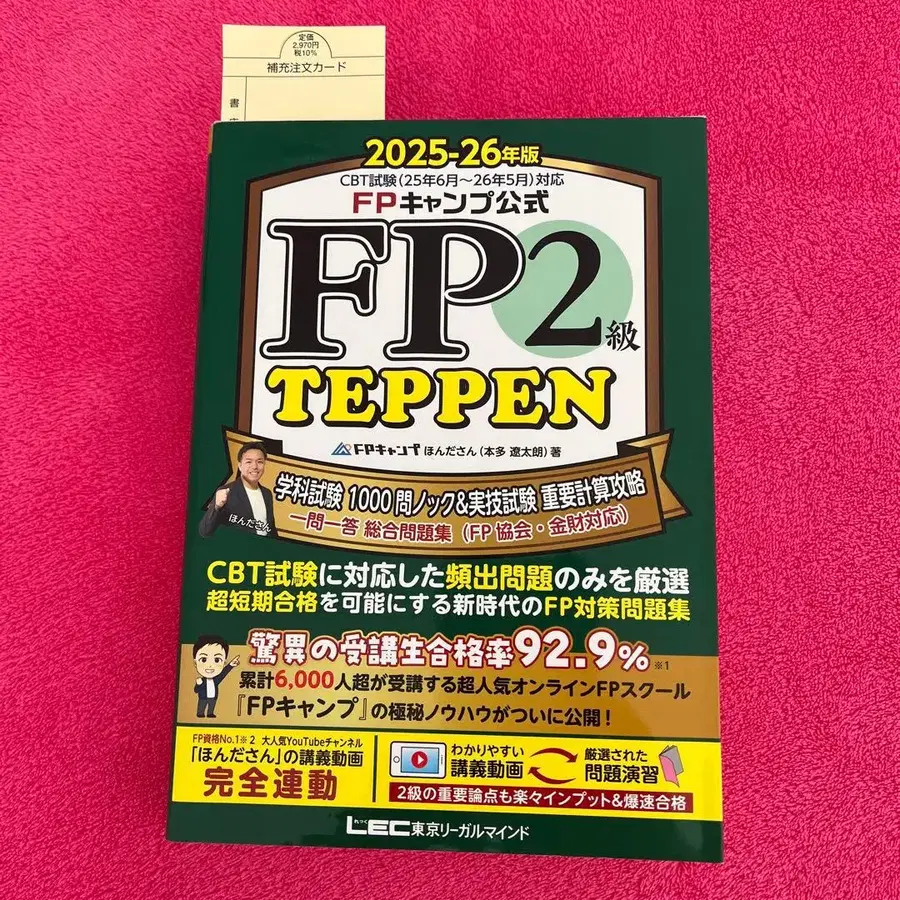 定価
2,970円
税10%
補充注文カード
書
2025-26年版
CBT試験(25年6月～26年5月)対応
FPキャンプ公式
FP2級
TEPPEN
FPキャンプ ほんださん(本多 遼太朗)著
学科試験 1000問ノック&実技試験 重要計算攻略
一問一答 総合問題集 (FP協会・金財対応)
ほんださん
CBT試験に対応した頻出問題のみを厳選
超短期合格を可能にする新時代のFP対策問題集
驚異の受講生合格率92.9%※1
累計6,000人超が受講する超人気オンラインFPスクール
『FPキャンプ』の極秘ノウハウがついに公開!
FP資格No.1※2 大人気YouTubeチャンネル
「ほんださん」の講義動画
完全連動
わかりやすい
講義動画
厳選された
問題演習
2級の重要論点も楽々インプット&爆速合格
れっく
LEC東京リーガルマインド